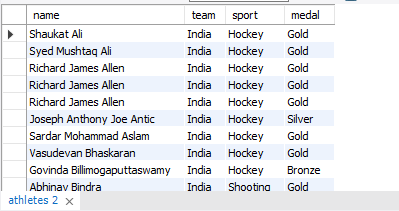 name team sport medal
Shaukat Ali India Hockey Gold
Syed Mushtaq Ali India Hockey Gold
Richard James Allen India Hockey Gold
Richard James Allen India Hockey Gold
Richard James Allen India Hockey Gold
Joseph Anthony Joe Antic India Hockey Silver
Sardar Mohammad Aslam India Hockey Gold
Vasudevan Bhaskaran India Hockey Gold
Govinda Billimogaputtaswamy India Hockey Bronze
Abhinav Bindra India Shooting Gold
athletes 2